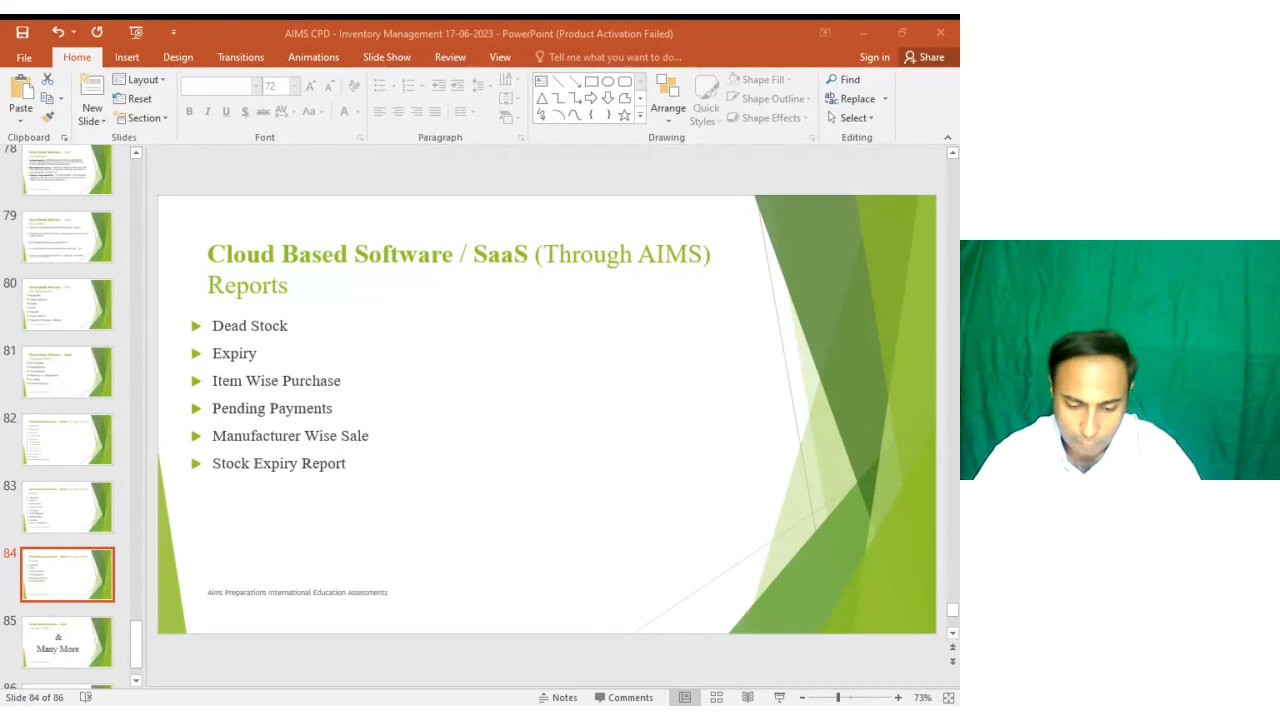 AIMS CPD - Inventory Management 17-06-2023 - PowerPoint (Product Activation Failed)
File Home Insert Design Transitions Animations Slide Show Review View Tell me what you want to do... Sign in Share
Paste
New
Slide
Layout
Reset
Section
72
B I U S abc AV Aa A
Shape Fill
Shape Outline
Shape Effects
Arrange
Quick
Styles
Find
Replace
Select
Clipboard Slides Font Paragraph Drawing Editing
78
79
80
81
82
83
84
85
&
Many More
86
Cloud Based Software / SaaS (Through AIMS)
Reports
Dead Stock
Expiry
Item Wise Purchase
Pending Payments
Manufacturer Wise Sale
Stock Expiry Report
Aims Preparations International Education Assessments
Slide 84 of 86 Notes Comments 73%